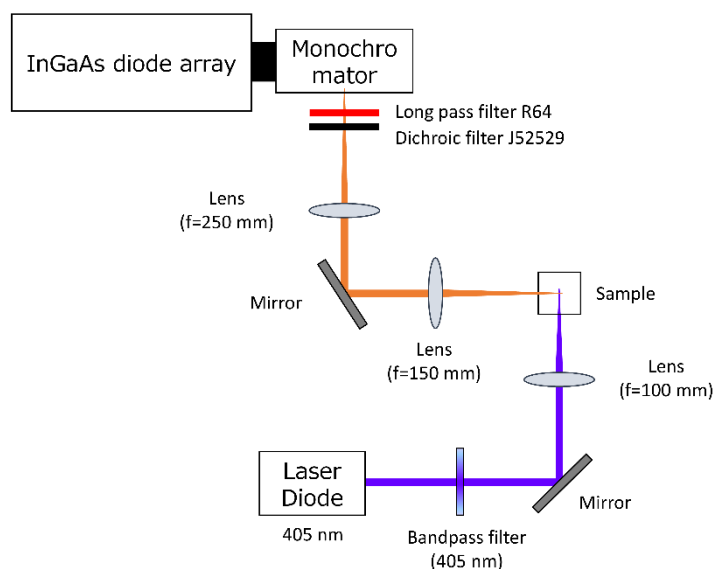 InGaAs diode array
Monochro
mator
Long pass filter R64
Dichroic filter J52529
Lens
(f=250 mm)
Mirror
Sample
Lens
(f=150 mm)
Lens
(f=100 mm)
Laser
Diode
405 nm
Bandpass filter
(405 nm)
Mirror